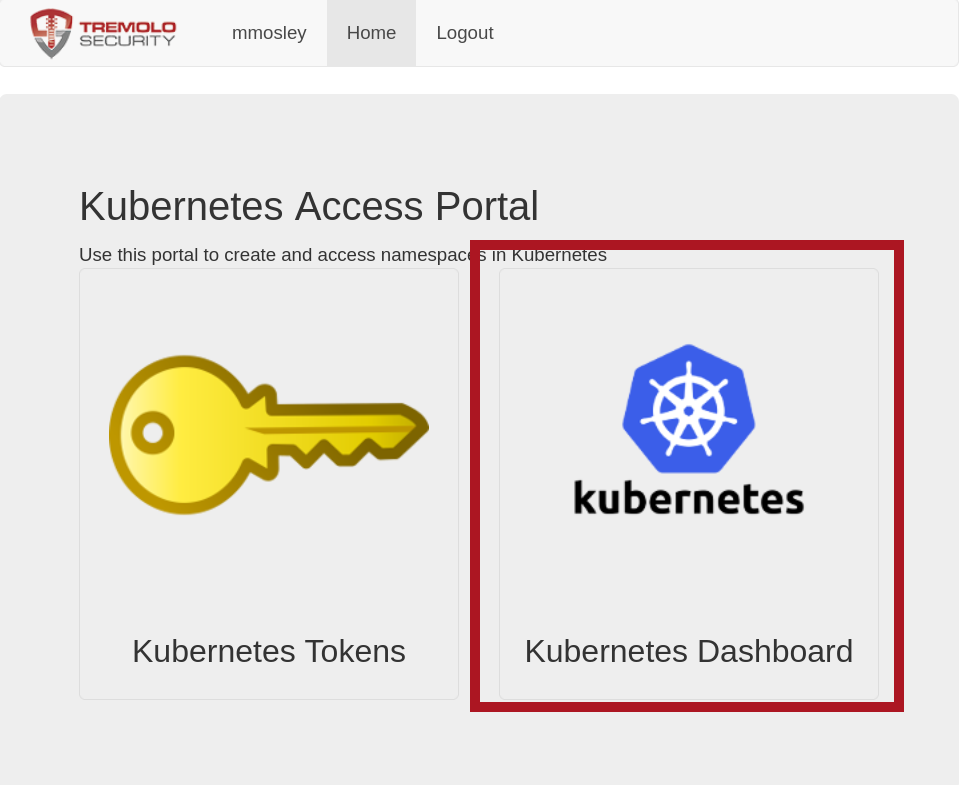 TREMOLO
SECURITY
mmosley
Home
Logout
Kubernetes Access Portal
Use this portal to create and access namespaces in Kubernetes
kubernetes
Kubernetes Tokens
Kubernetes Dashboard